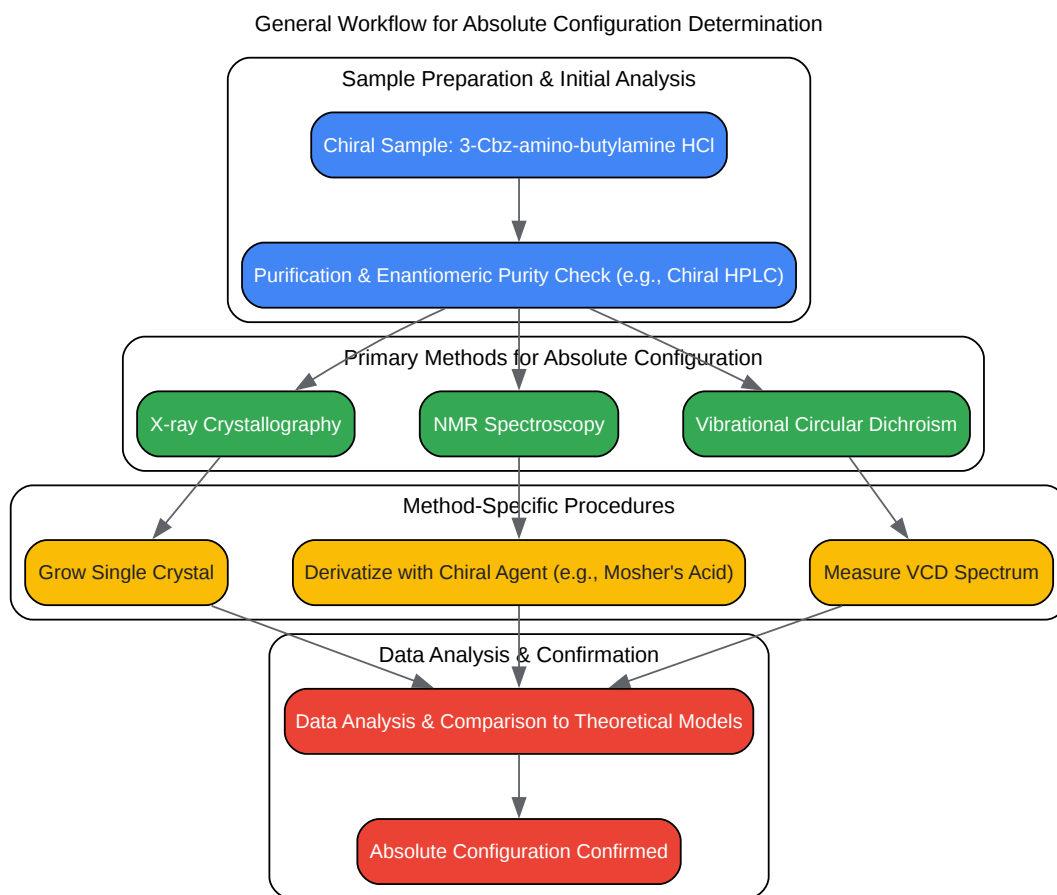 General Workflow for Absolute Configuration Determination
Sample Preparation & Initial Analysis
Chiral Sample: 3-Cbz-amino-butylamine HCl
Purification & Enantiomeric Purity Check (e.g., Chiral HPLC)
Primary Methods for Absolute Configuration
X-ray Crystallography
NMR Spectroscopy
Vibrational Circular Dichroism
Method-Specific Procedures
Grow Single Crystal
Derivatize with Chiral Agent (e.g., Mosher's Acid)
Measure VCD Spectrum
Data Analysis & Confirmation
Data Analysis & Comparison to Theoretical Models
Absolute Configuration Confirmed